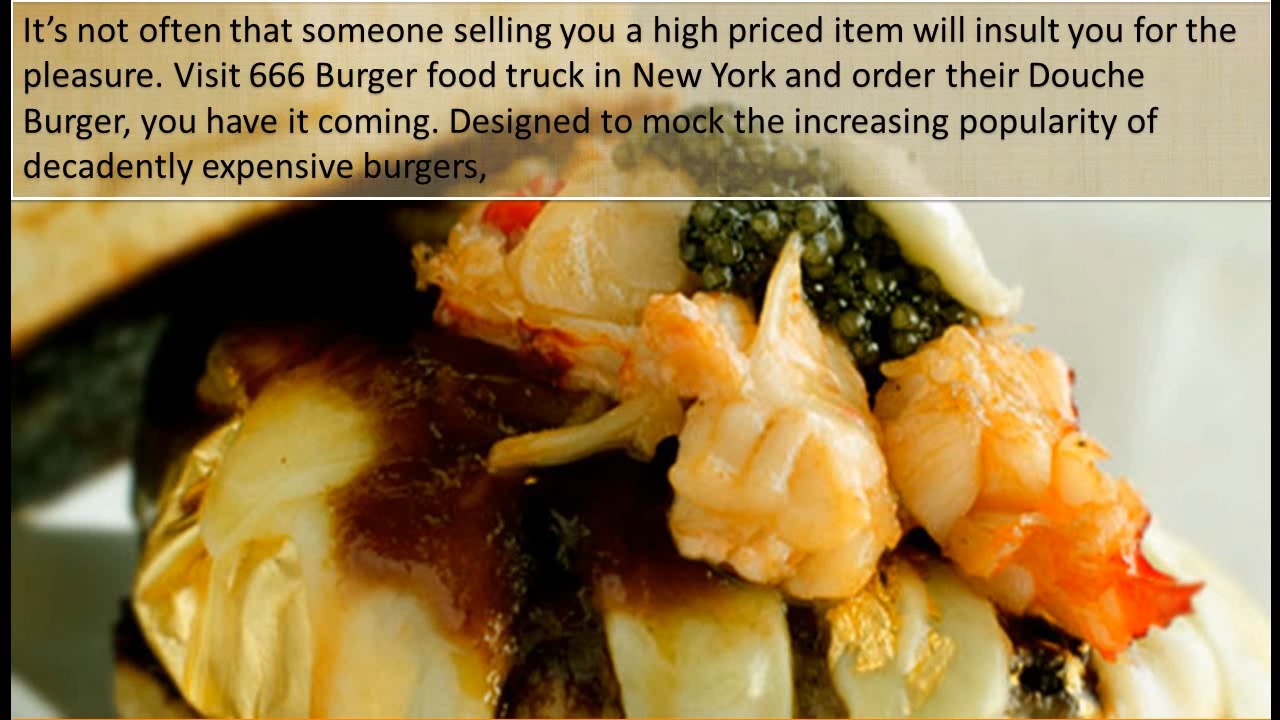 It’s not often that someone selling you a high priced item will insult you for the
pleasure. Visit 666 Burger food truck in New York and order their Douche
Burger, you have it coming. Designed to mock the increasing popularity of
decadently expensive burgers,